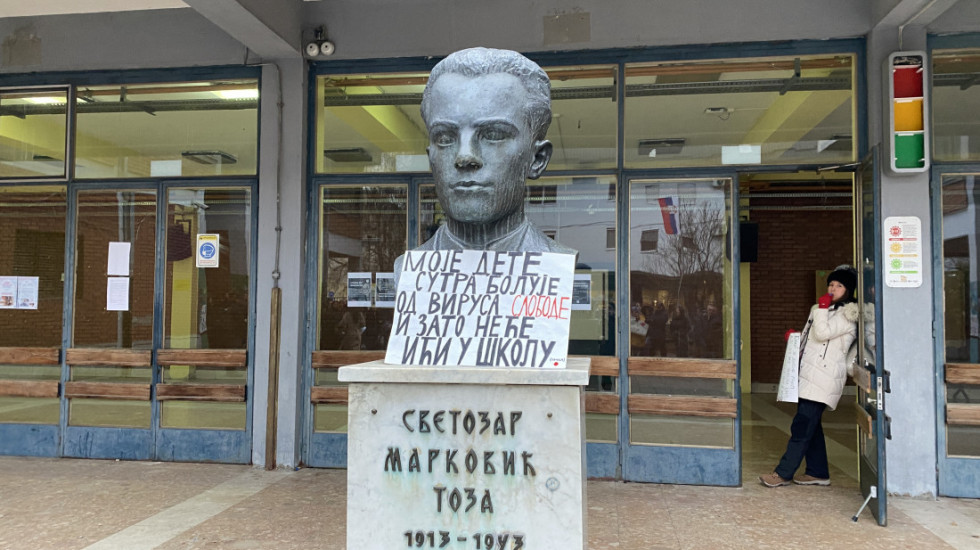 МОЈЕ ДЕТЕ
СУТРА БОЛУЈЕ
ОД ВИРУСА СЛОБОДЕ
И ЗАТО НЕЋЕ
ИЋИ У ШКОЛУ
СВЕТОЗАР
МАРКОВИЋ
ТОЗА
1913-1943